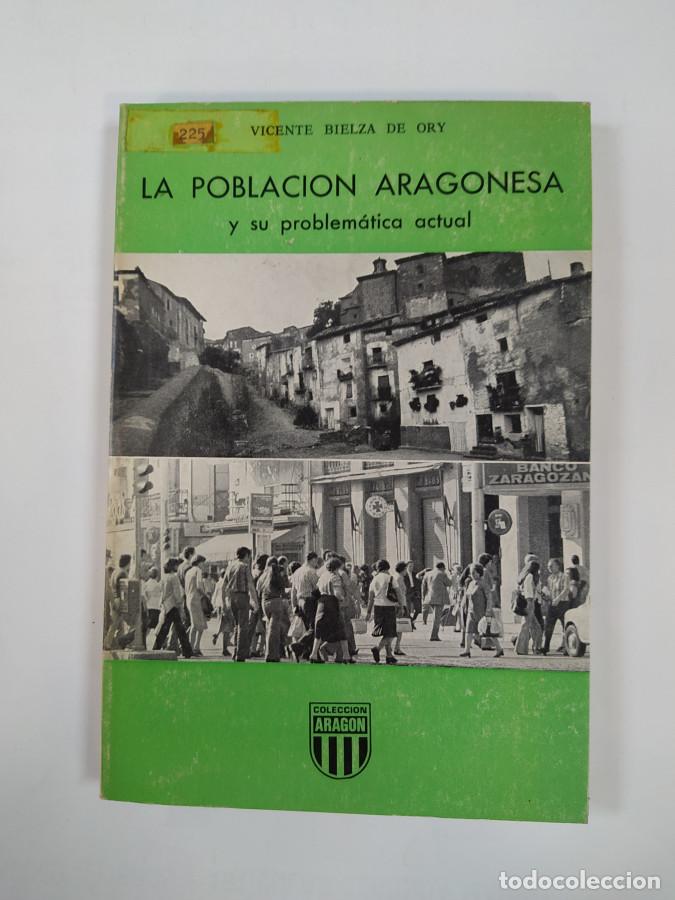 225
VICENTE BIELZA DE ORY
LA POBLACION ARAGONESA
y su problemática actual
BANCO
ZARAGOZAN
COLECCION
ARAGON
todocoleccion